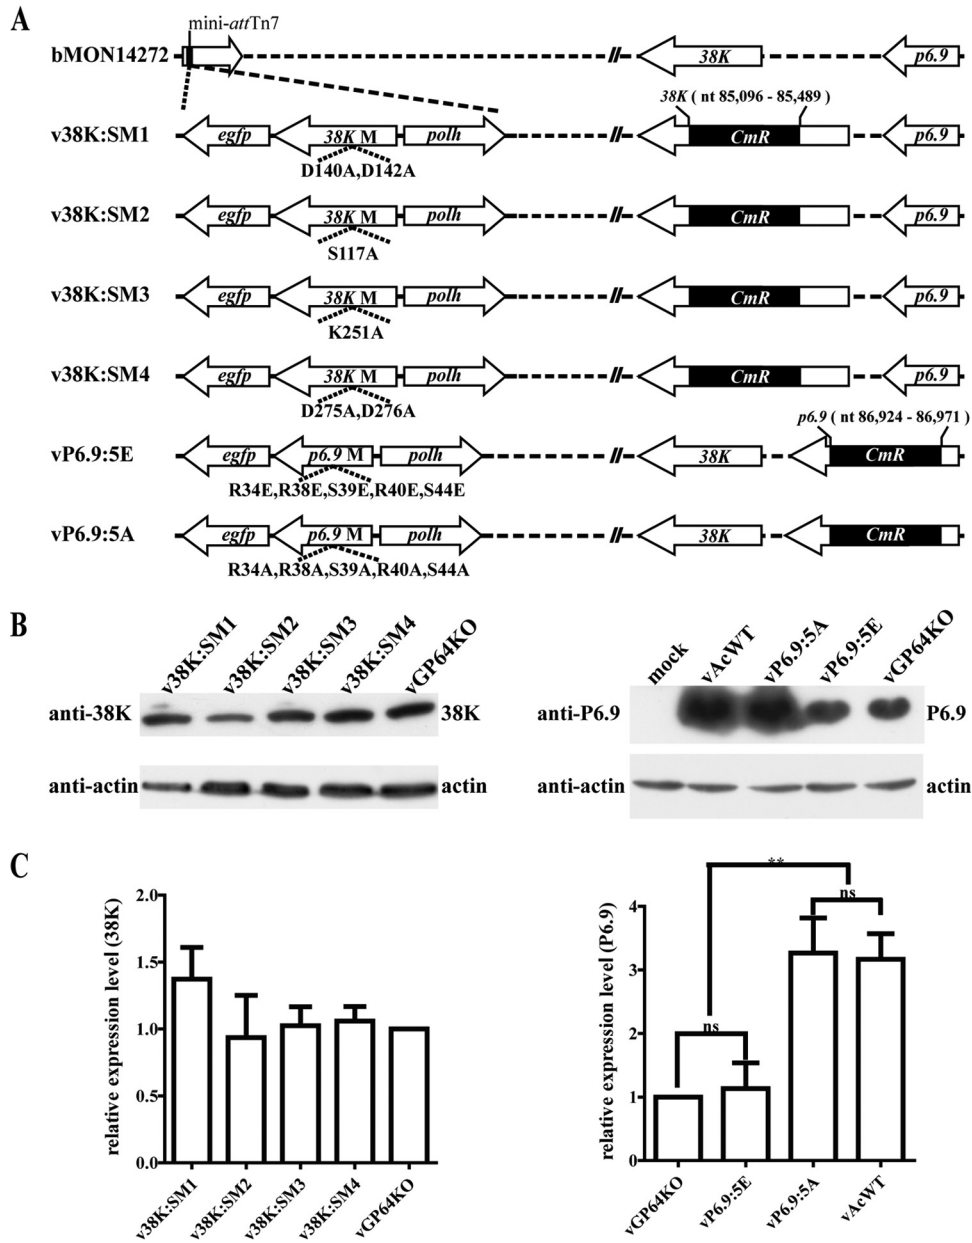 A
mini-attTn7
bMON14272
38K
p6.9
38K ( nt 85,096 - 85,489 )
v38K:SM1
egfp
38K M
polh
CmR
p6.9
D140A,D142A
v38K:SM2
egfp
38K M
polh
CmR
p6.9
S117A
v38K:SM3
egfp
38K M
polh
CmR
p6.9
K251A
v38K:SM4
egfp
38K M
polh
CmR
p6.9
D275A,D276A
p6.9 ( nt 86,924 - 86,971 )
vP6.9:5E
egfp
p6.9 M
polh
38K
CmR
R34E,R38E,S39E,R40E,S44E
vP6.9:5A
egfp
p6.9 M
polh
38K
CmR
R34A,R38A,S39A,R40A,S44A
B
v38K:SM1
v38K:SM2
v38K:SM3
v38K:SM4
vGP64KO
anti-38K
38K
anti-actin
actin
mock
vAcWT
vP6.9:5A
vP6.9:5E
vGP64KO
anti-P6.9
P6.9
anti-actin
actin
C
relative expression level (38K)
2.0
1.5
1.0
0.5
0.0
v38K:SM1
v38K:SM2
v38K:SM3
v38K:SM4
vGP64KO
relative expression level (P6.9)
4
3
2
1
0
**
ns
ns
vGP64KO
vP6.9:5E
vP6.9:5A
vAcWT